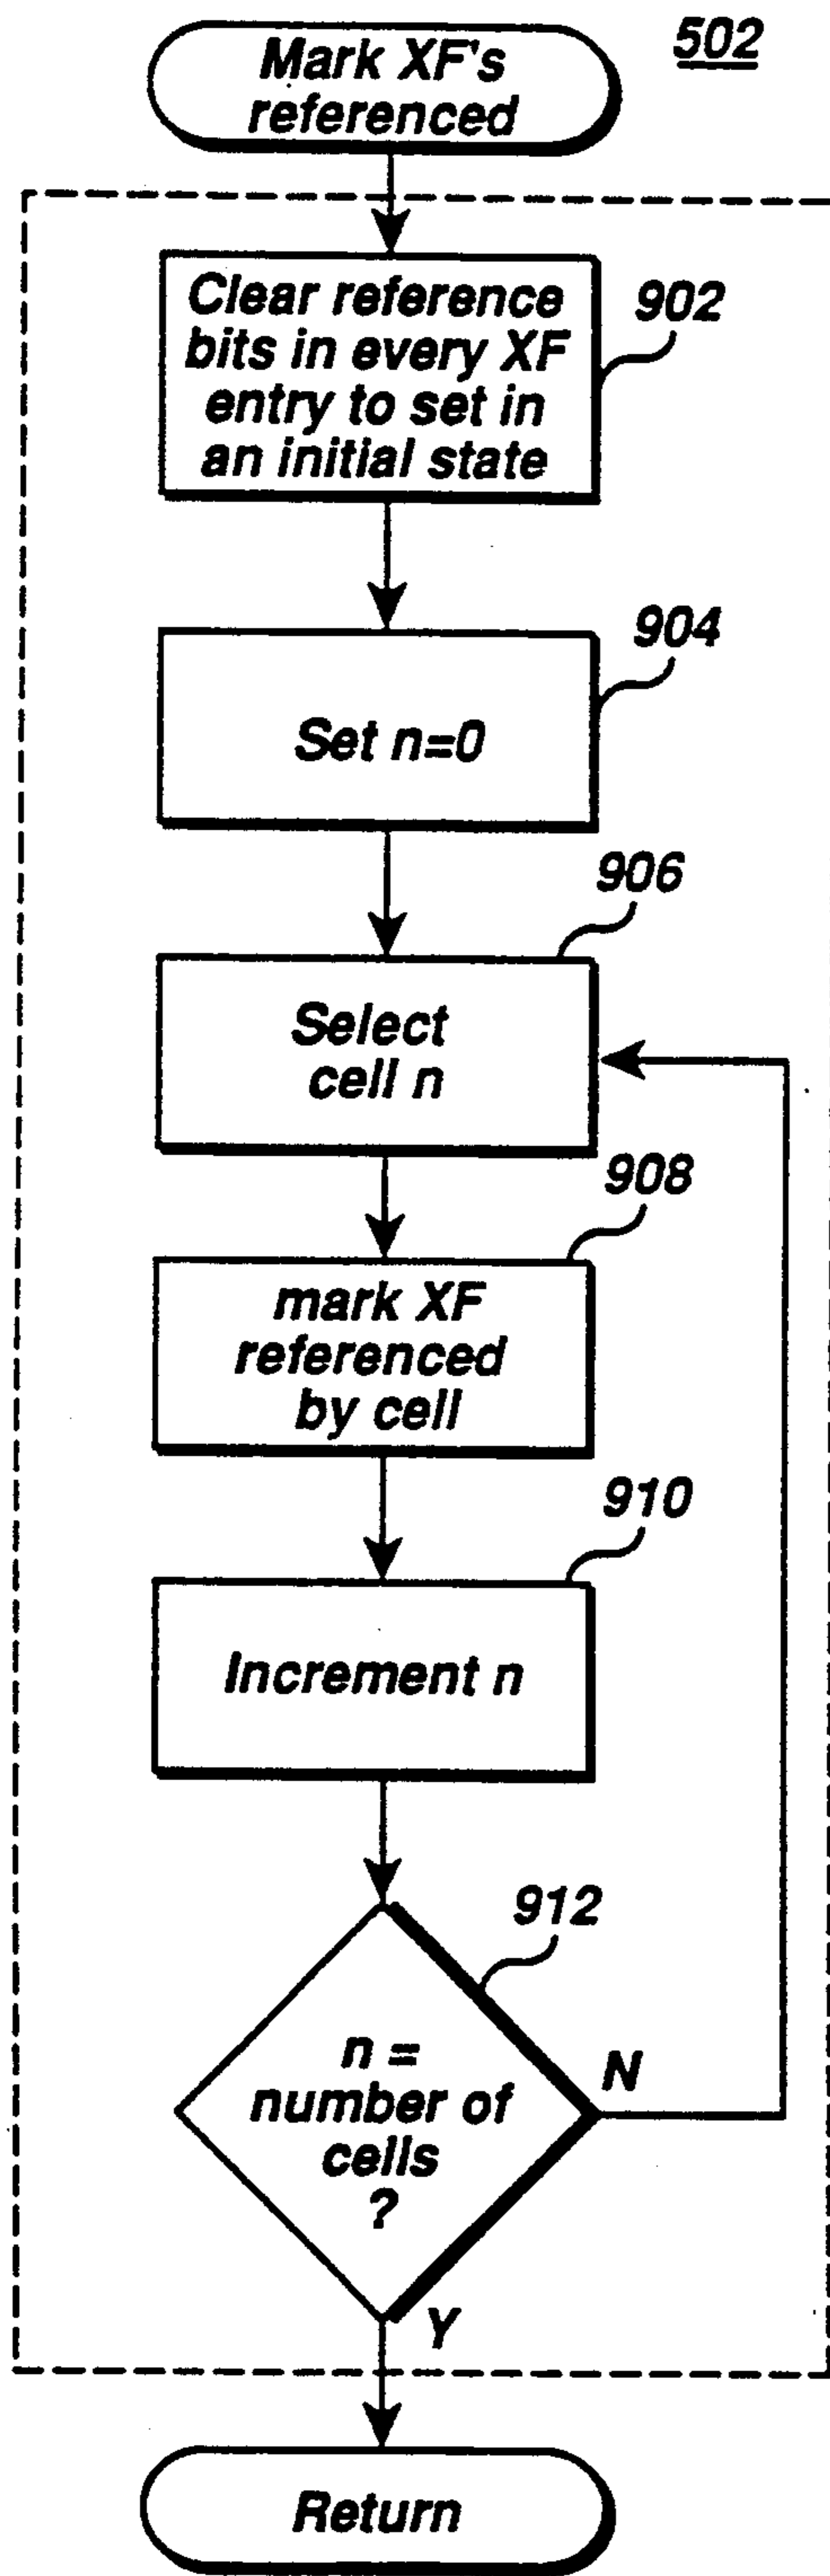 502
Mark XF's
referenced
Clear reference
bits in every XF
entry to set in
an initial state
902
Set n=0
904
906
Select
cell n
908
mark XF
referenced
by cell
910
Increment n
912
n =
number of
cells
?
N
Y
Return